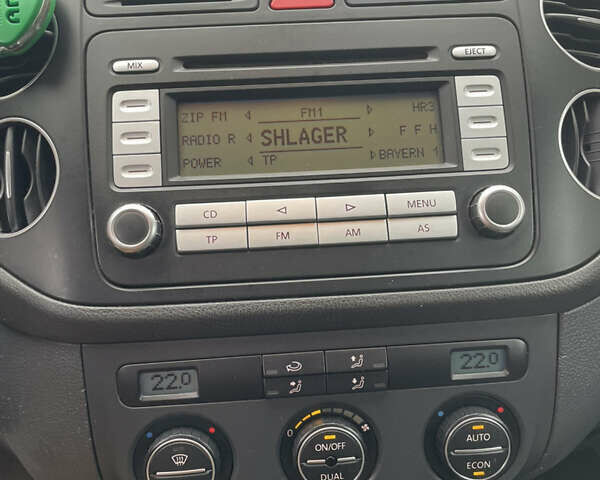 MIX
EJECT
ZIP FM FM1 HR3
RADIO R SHLAGER F F H
POWER TP BAYERN 1
CD MENU
TP FM AM AS
22.0 22.0
0 ON/OFF AUTO
DUAL ECON